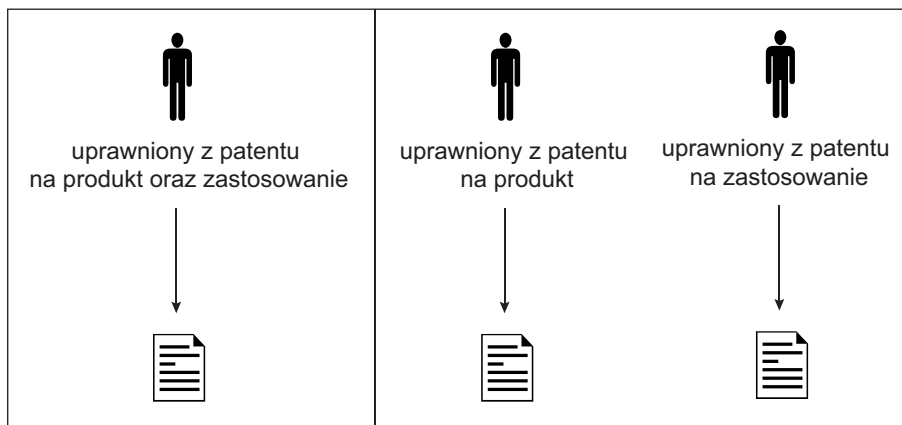 uprawniony z patentu
na produkt oraz zastosowanie
uprawniony z patentu
na produkt
uprawniony z patentu
na zastosowanie